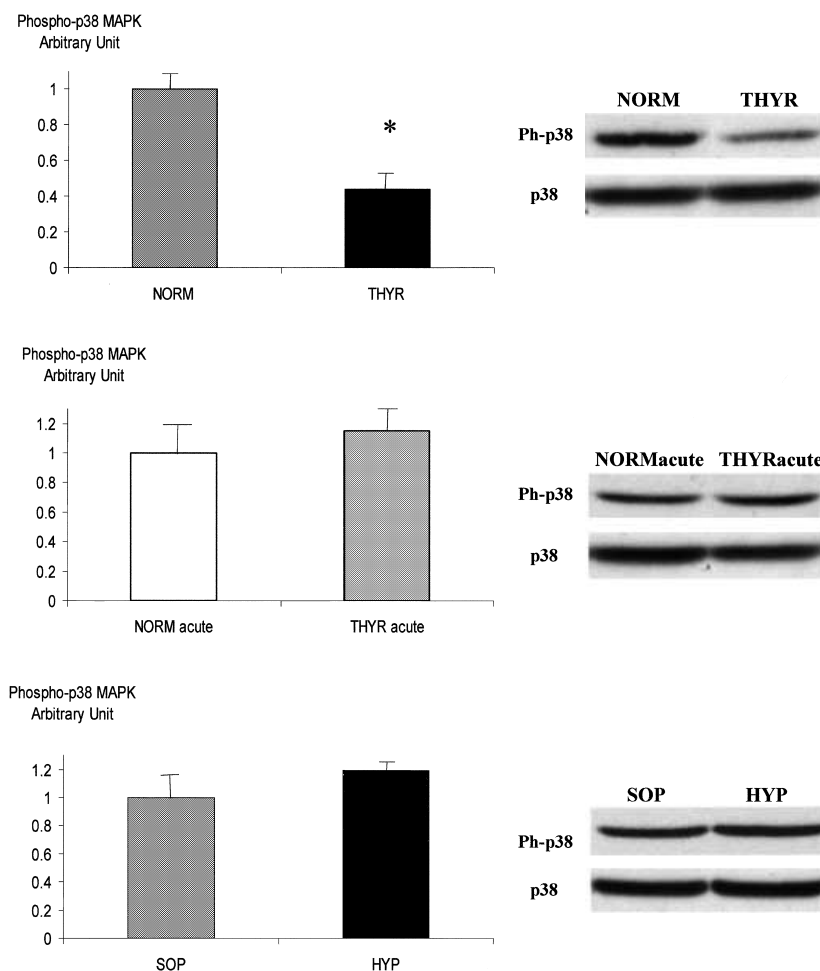 Phospho-p38 MAPK
Arbitrary Unit
1
0.8
0.6
0.4
0.2
0
*
NORM
THYR
NORM THYR
Ph-p38
p38
Phospho-p38 MAPK
Arbitrary Unit
1.2
1
0.8
0.6
0.4
0.2
0
NORM acute
THYR acute
NORMacute THYRacute
Ph-p38
p38
Phospho-p38 MAPK
Arbitrary Unit
1.2
1
0.8
0.6
0.4
0.2
0
SOP
HYP
SOP HYP
Ph-p38
p38